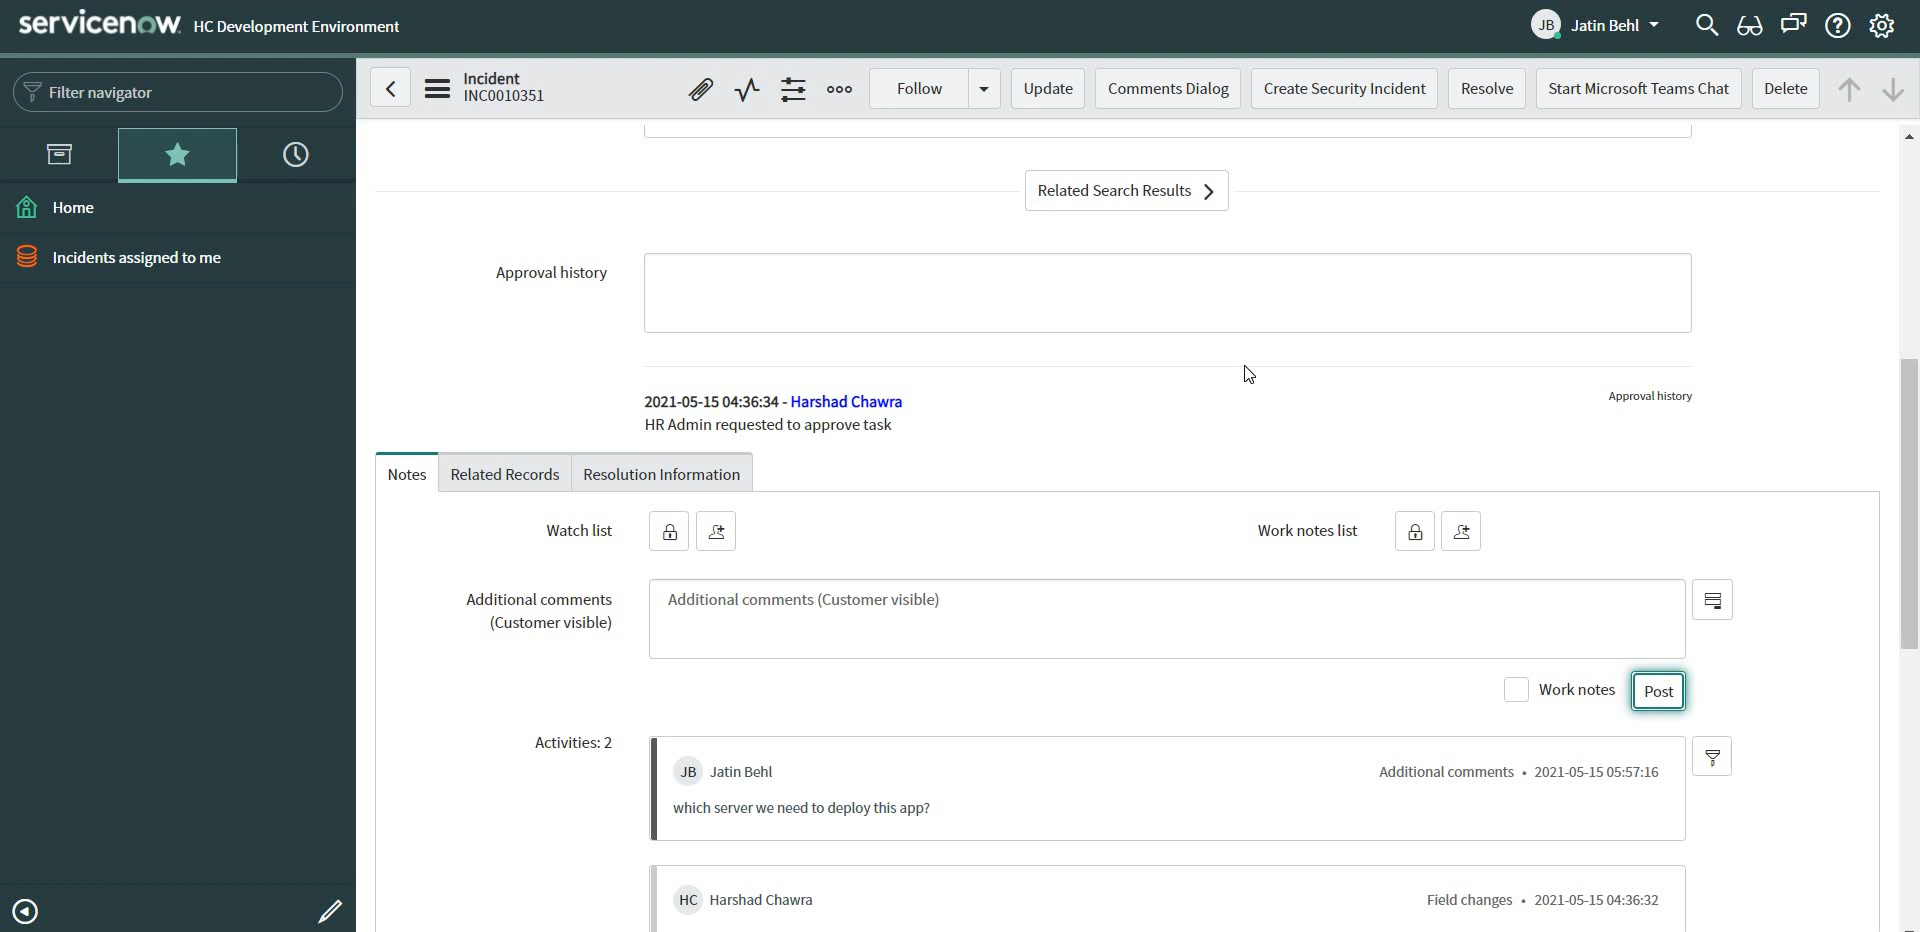 servicenow. HC Development Environment
JB Jatin Behl
Filter navigator
Home
Incidents assigned to me
Incident
INC0010351
Follow Update Comments Dialog Create Security Incident Resolve Start Microsoft Teams Chat Delete
Related Search Results
Approval history
2021-05-15 04:36:34 - Harshad Chawra
Approval history
HR Admin requested to approve task
Notes Related Records Resolution Information
Watch list
Work notes list
Additional comments
(Customer visible)
Additional comments (Customer visible)
Work notes Post
Activities: 2
JB Jatin Behl
Additional comments • 2021-05-15 05:57:16
which server we need to deploy this app?
HC Harshad Chawra
Field changes • 2021-05-15 04:36:32